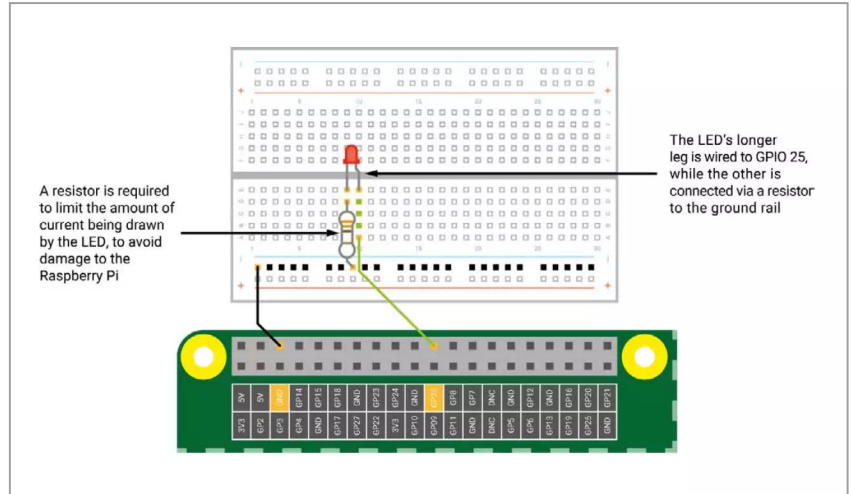 A resistor is required
to limit the amount of
current being drawn
by the LED, to avoid
damage to the
Raspberry Pi
The LED's longer
leg is wired to GPIO 25,
while the other is
connected via a resistor
to the ground rail
5V 5V GND GP14 GP15 GP18 GND GP23 GP24 GND GP25 GP8 GP7 DNC GND GP12 GND GP16 GP20 GP21
3V3 GP2 GP3 GP4 GND GP17 GP27 GP22 3V3 GP10 GP09 GP11 GND DNC GP5 GP6 GP13 GP19 GP26 GND